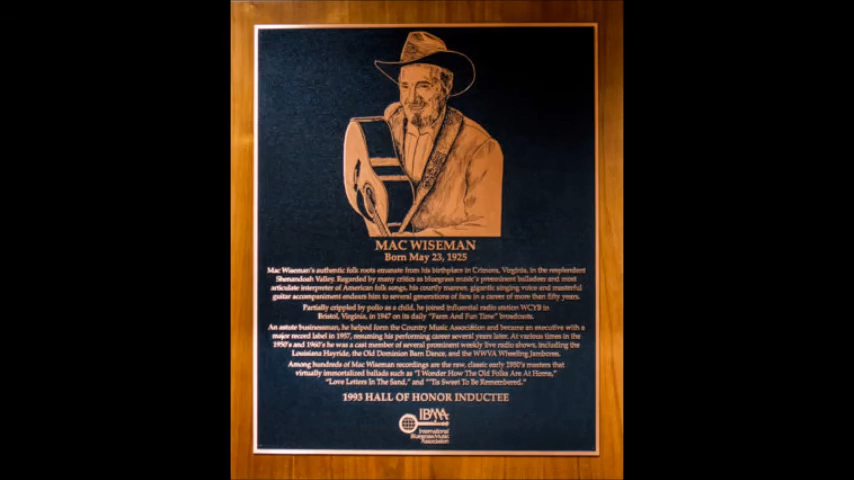 MAC WISEMAN
Born May 23, 1925
Mac Wiseman's authentic folk roots emanate from his birthplace in Crimora, Virginia, in the resplendent
Shenandoah Valley. Regarded by many critics as bluegrass music's preeminent balladeer and most
articulate interpreter of American folk songs, his courtly manner, gigantic singing voice and masterful
guitar accompaniment endears him to several generations of fans in a career of more than fifty years.
Partially crippled by polio as a child, he joined influential radio station WCYB in
Bristol, Virginia, in 1947 on its daily "Farm And Fun Time" broadcasts.
An astute businessman, he helped form the Country Music Association and became an executive with a
major record label in 1957, resuming his performing career several years later. At various times in the
1950's and 1960's he was a cast member of several prominent weekly live radio shows, including the
Louisiana Hayride, the Old Dominion Barn Dance, and the WWVA Wheeling Jamboree.
Among hundreds of Mac Wiseman recordings are the raw, classic early 1950's masters that
virtually immortalized ballads such as "I Wonder How The Old Folks Are At Home,"
"Love Letters In The Sand," and "'Tis Sweet To Be Remembered."
1993 HALL OF HONOR INDUCTEE
IBMA
International
Bluegrass Music
Association